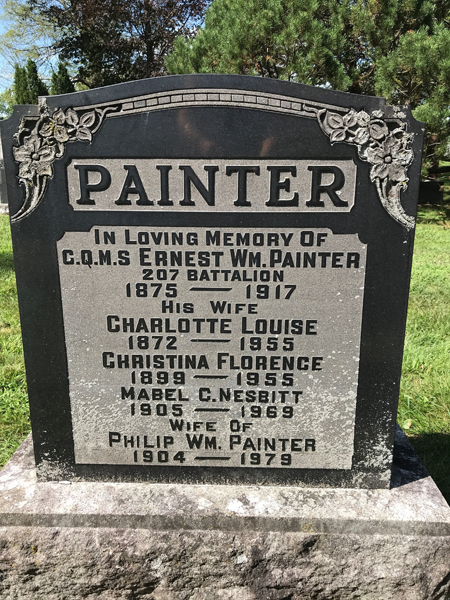 PAINTER
IN LOVING MEMORY OF
C.Q.M.S ERNEST WM. PAINTER
207 BATTALION
1875 — 1917
HIS WIFE
CHARLOTTE LOUISE
1872 — 1955
CHRISTINA FLORENCE
1899 — 1955
MABEL C. NESBITT
1905 — 1969
WIFE OF
PHILIP WM. PAINTER
1904 — 1979